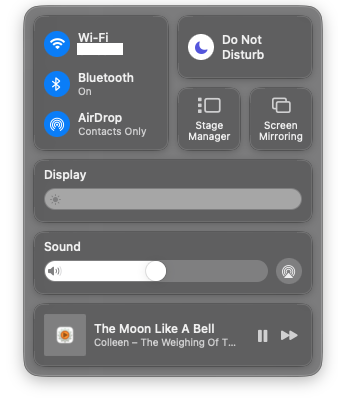 Wi-Fi
Bluetooth
On
AirDrop
Contacts Only
Do Not
Disturb
Stage
Manager
Screen
Mirroring
Display
Sound
The Moon Like A Bell
Colleen – The Weighing Of T...